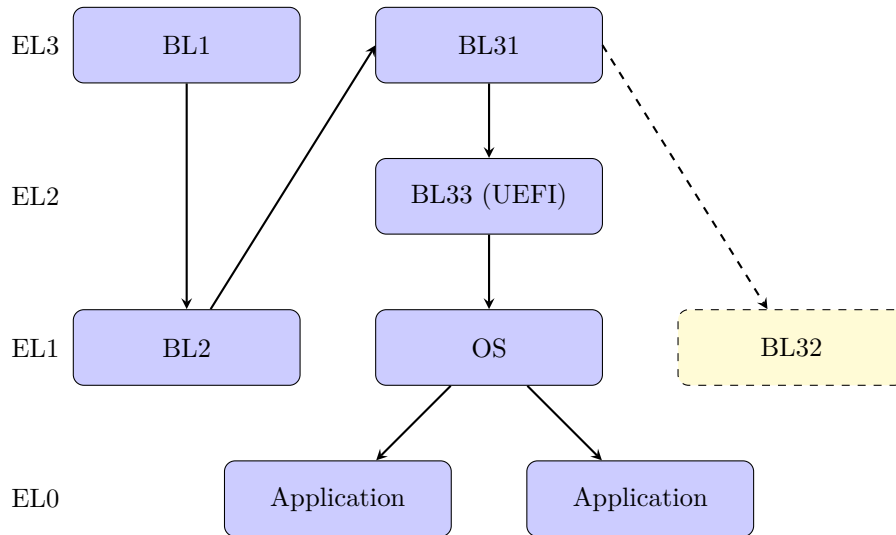 EL3
BL1
BL31
EL2
BL33 (UEFI)
EL1
BL2
OS
BL32
EL0
Application
Application